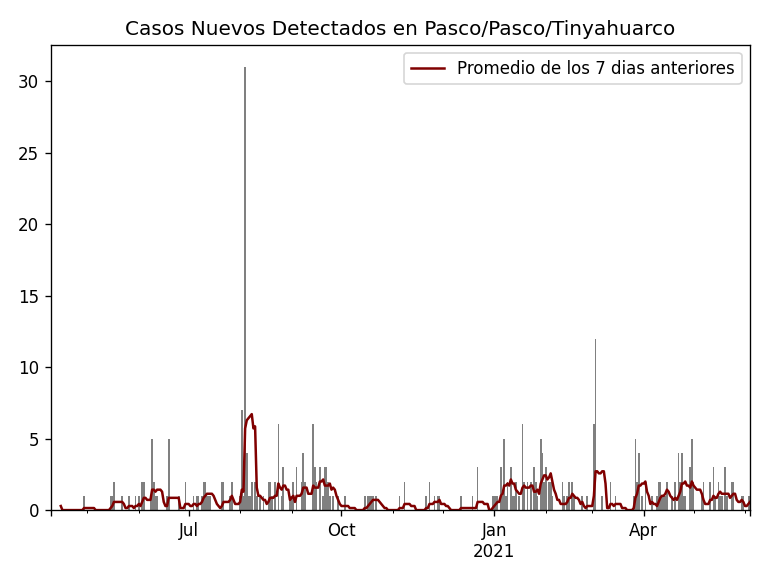 Casos Nuevos Detectados en Pasco/Pasco/Tinyahuarco
Promedio de los 7 dias anteriores
30
25
20
15
10
5
0
Jul
Oct
Jan
Apr
2021